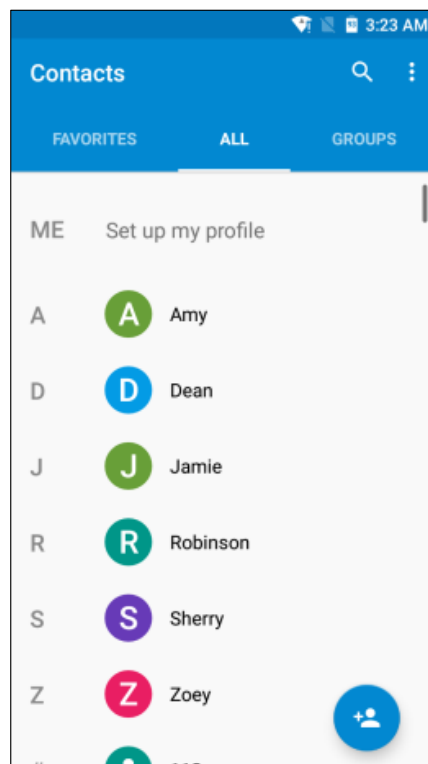 3:23 AM
Contacts
FAVORITES ALL GROUPS
ME Set up my profile
A A Amy
D D Dean
J J Jamie
R R Robinson
S S Sherry
Z Z Zoey